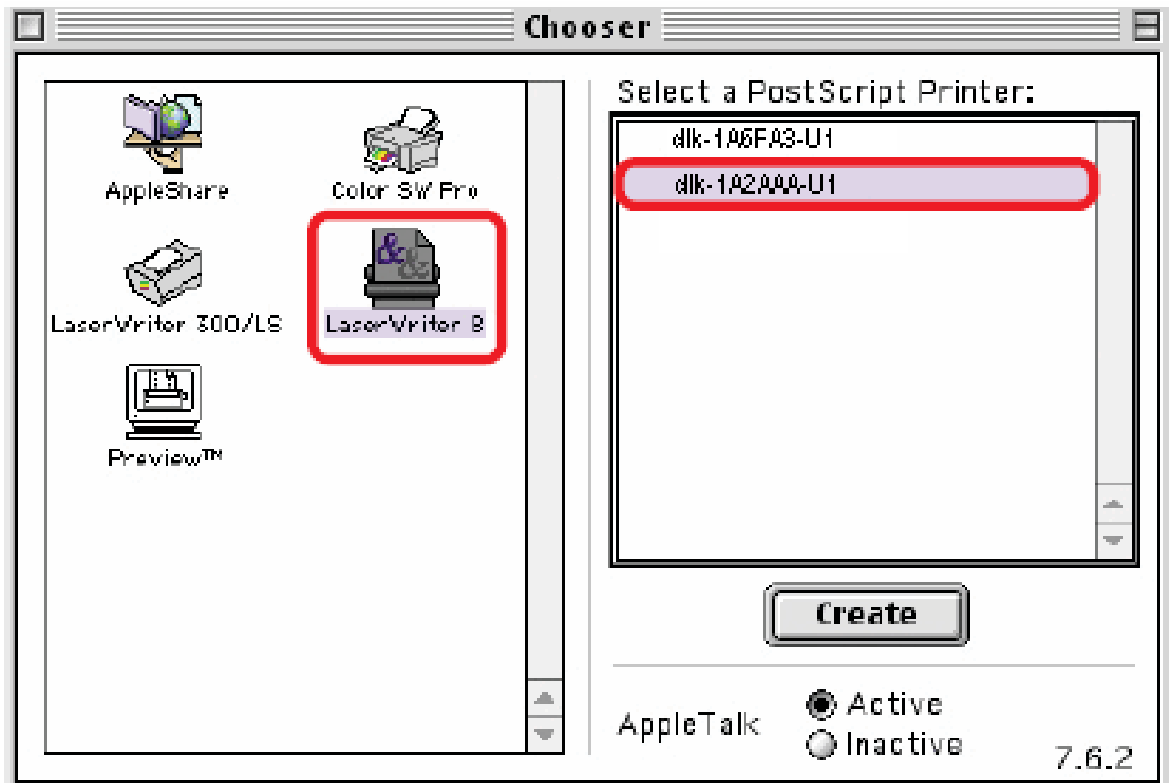 Chooser
AppleShare
Color SW Pro
LaserWriter 300/LS
LaserWriter 8
Preview™
Select a PostScript Printer:
dlk-1A6FA3-U1
dlk-1A2AAA-U1
Create
AppleTalk
Active
Inactive
7.6.2